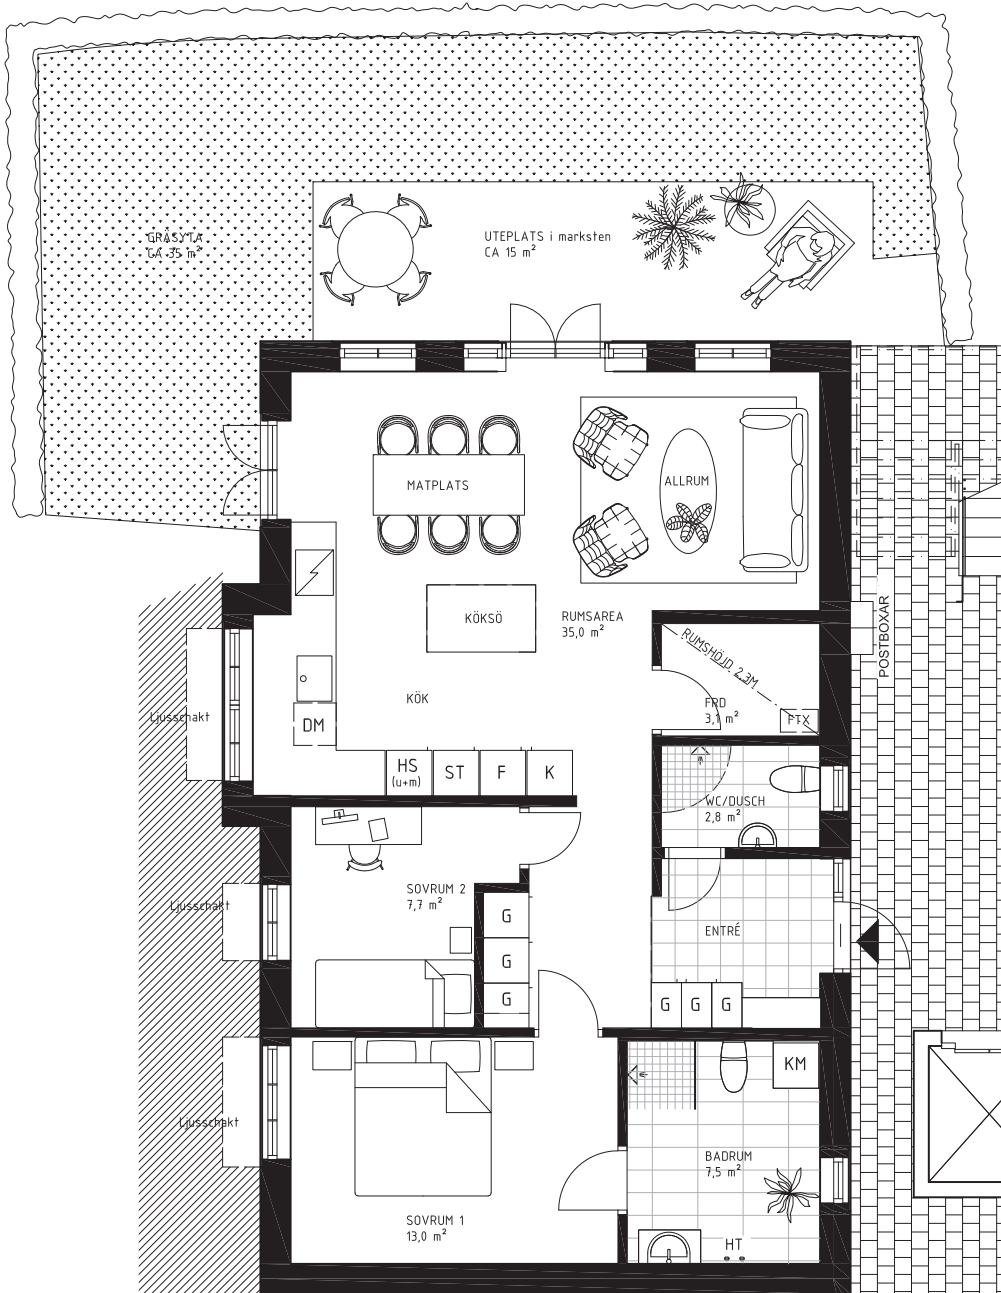 GRÄSYTA
CA 35 m²
UTEPLATS i marksten
CA 15 m²
MATPLATS
ALLRUM
KÖKSÖ
RUMSAREA
35,0 m²
POSTBOXAR
RUMSHÖJD 2,3M
KÖK
FRD
3,1 m²
FTX
Ljusschakt
DM
HS
(u+m)
ST
F
K
WC/DUSCH
2,8 m²
SOVRUM 2
7,7 m²
Ljusschakt
G
G
G
ENTRÉ
G
G
G
KM
Ljusschakt
BADRUM
7,5 m²
SOVRUM 1
13,0 m²
HT